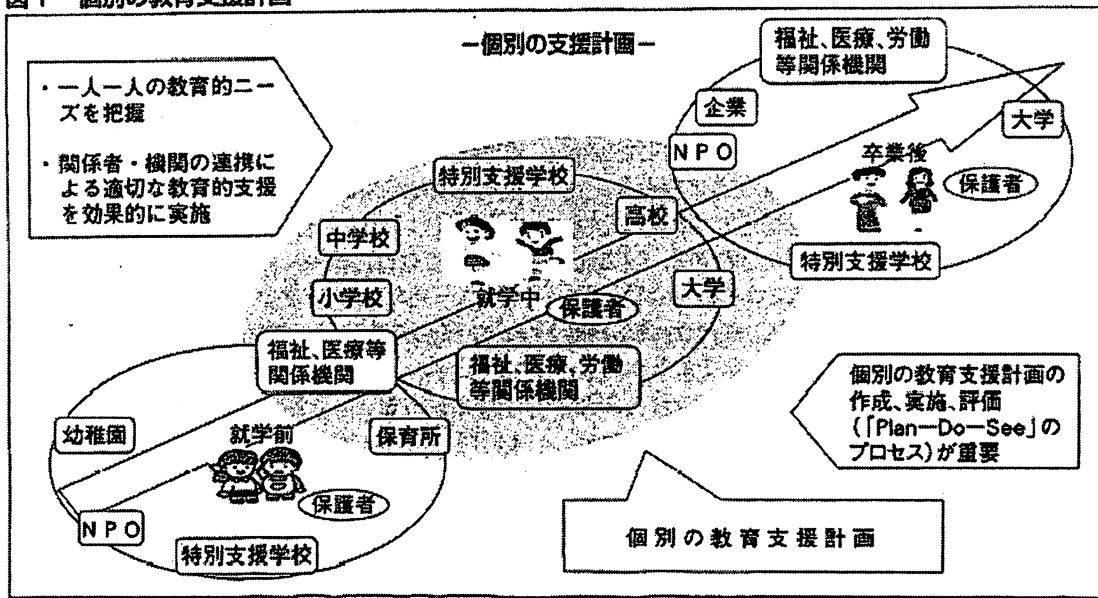 図1 個別の教育支援計画
－個別の支援計画－
・一人一人の教育的ニー
ズを把握
・関係者・機関の連携に
よる適切な教育的支援
を効果的に実施
福祉、医療、労働
等関係機関
企業
NPO
大学
卒業後
保護者
特別支援学校
特別支援学校
中学校
高校
小学校
就学中
保護者
大学
福祉、医療等
関係機関
福祉、医療、労働
等関係機関
幼稚園
就学前
保育所
保護者
NPO
特別支援学校
個別の教育支援計画の
作成、実施、評価
（「Plan－Do－See」の
プロセス）が重要
個別の教育支援計画